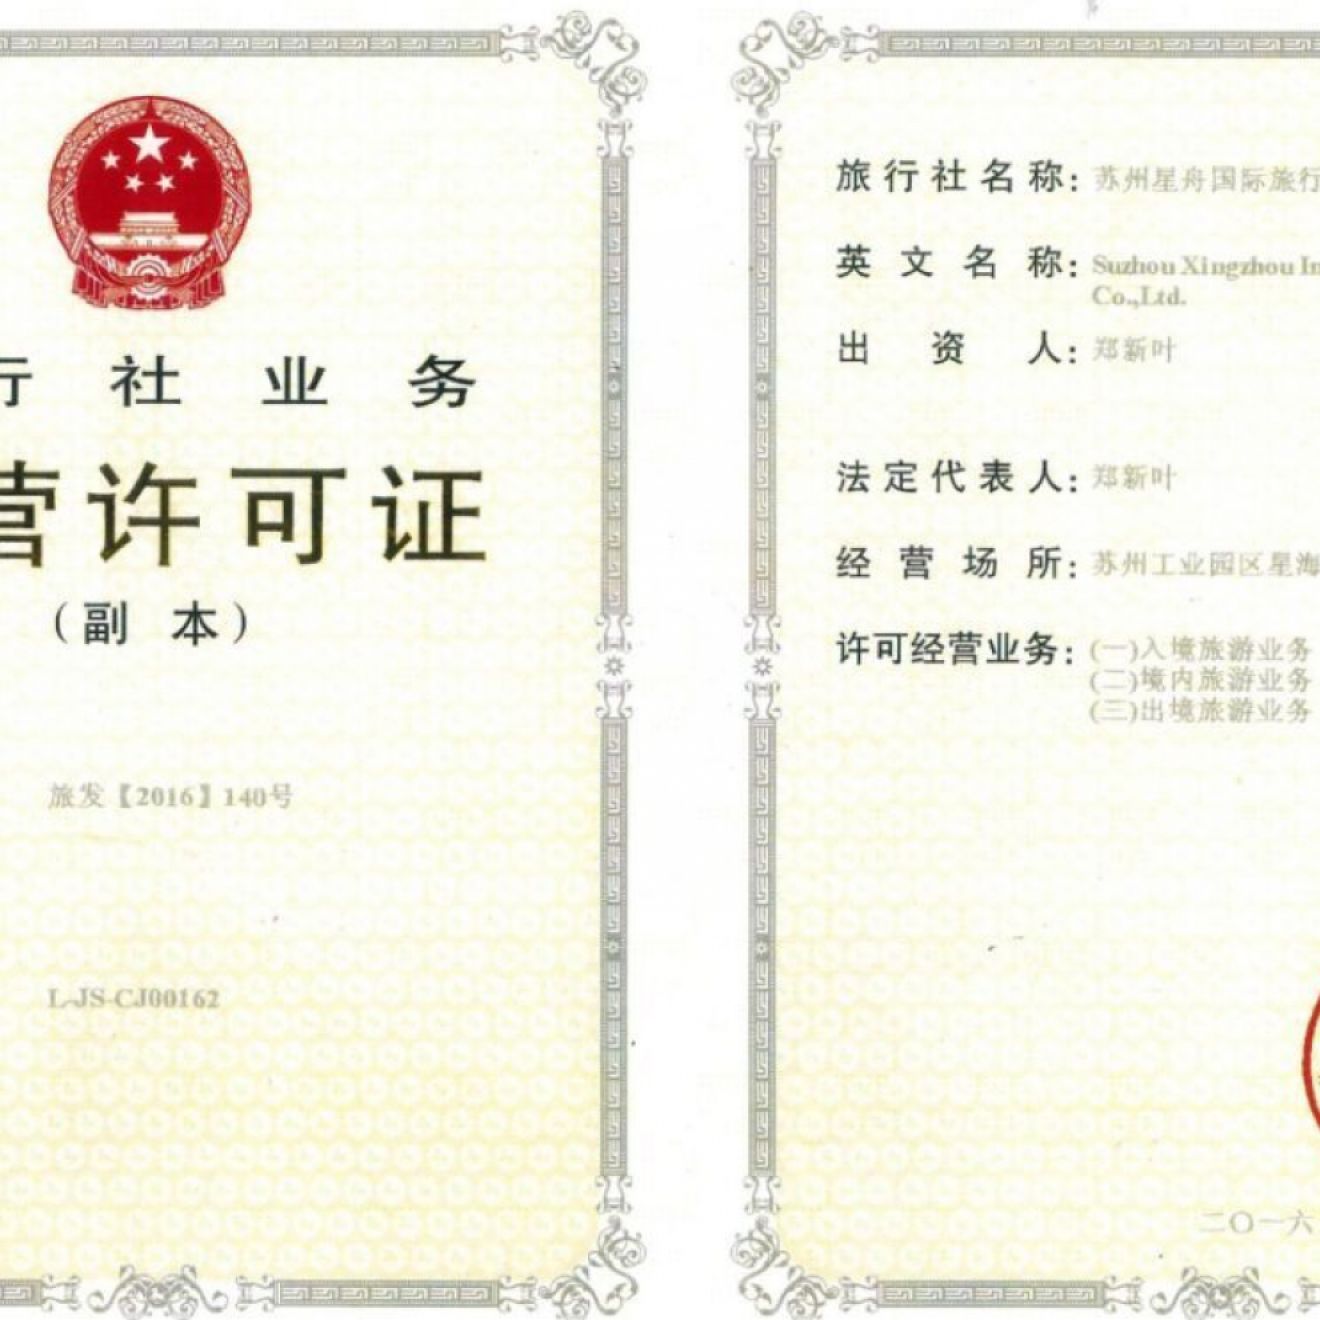 行社业务
营许可证
（副 本）
旅发【2016】140号
L-JS-CJ00162
旅行社名称：苏州星舟国际旅行
英文名称：Suzhou Xingzhou In
Co.,Ltd.
出资人：郑新叶
法定代表人：郑新叶
经营场所：苏州工业园区星海
许可经营业务：(一)入境旅游业务
(二)境内旅游业务
(三)出境旅游业务
二〇一六